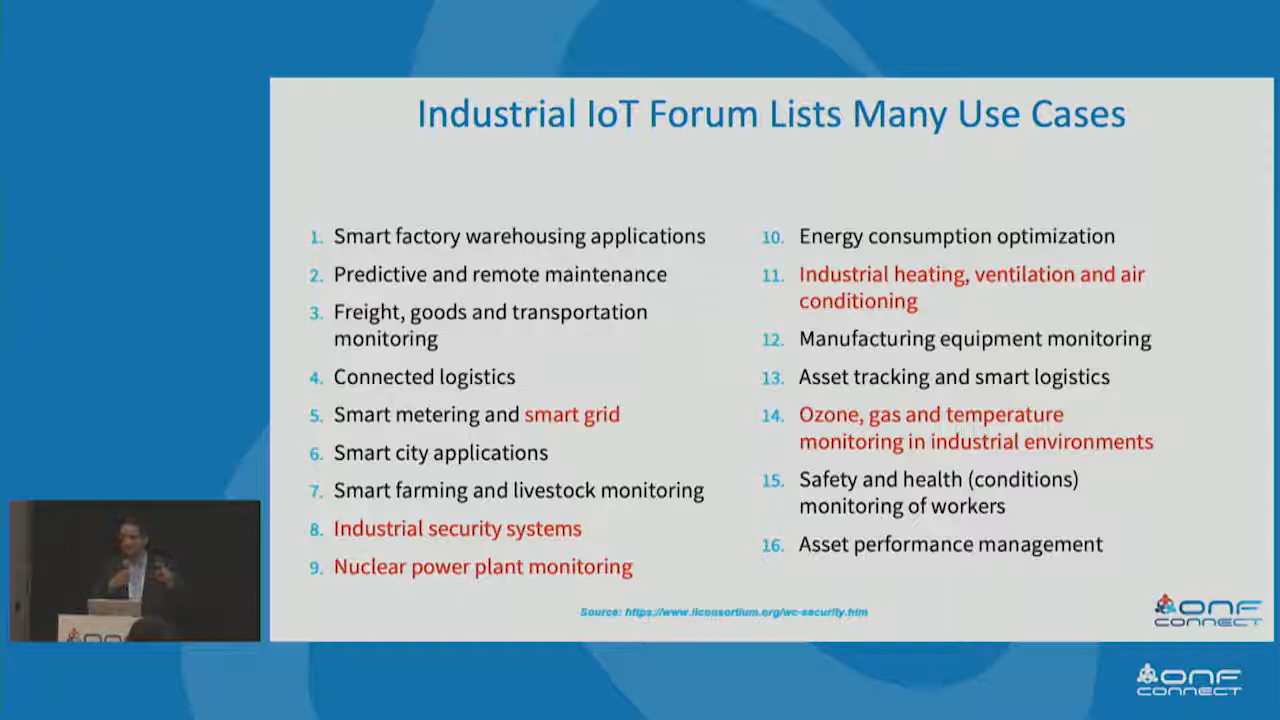 Industrial IoT Forum Lists Many Use Cases
1. Smart factory warehousing applications
2. Predictive and remote maintenance
3. Freight, goods and transportation
monitoring
4. Connected logistics
5. Smart metering and smart grid
6. Smart city applications
7. Smart farming and livestock monitoring
8. Industrial security systems
9. Nuclear power plant monitoring
10. Energy consumption optimization
11. Industrial heating, ventilation and air
conditioning
12. Manufacturing equipment monitoring
13. Asset tracking and smart logistics
14. Ozone, gas and temperature
monitoring in industrial environments
15. Safety and health (conditions)
monitoring of workers
16. Asset performance management
Source: https://www.iiconsortium.org/wc-security.htm
ONF
CONNECT
ONF
CONNECT
ONF